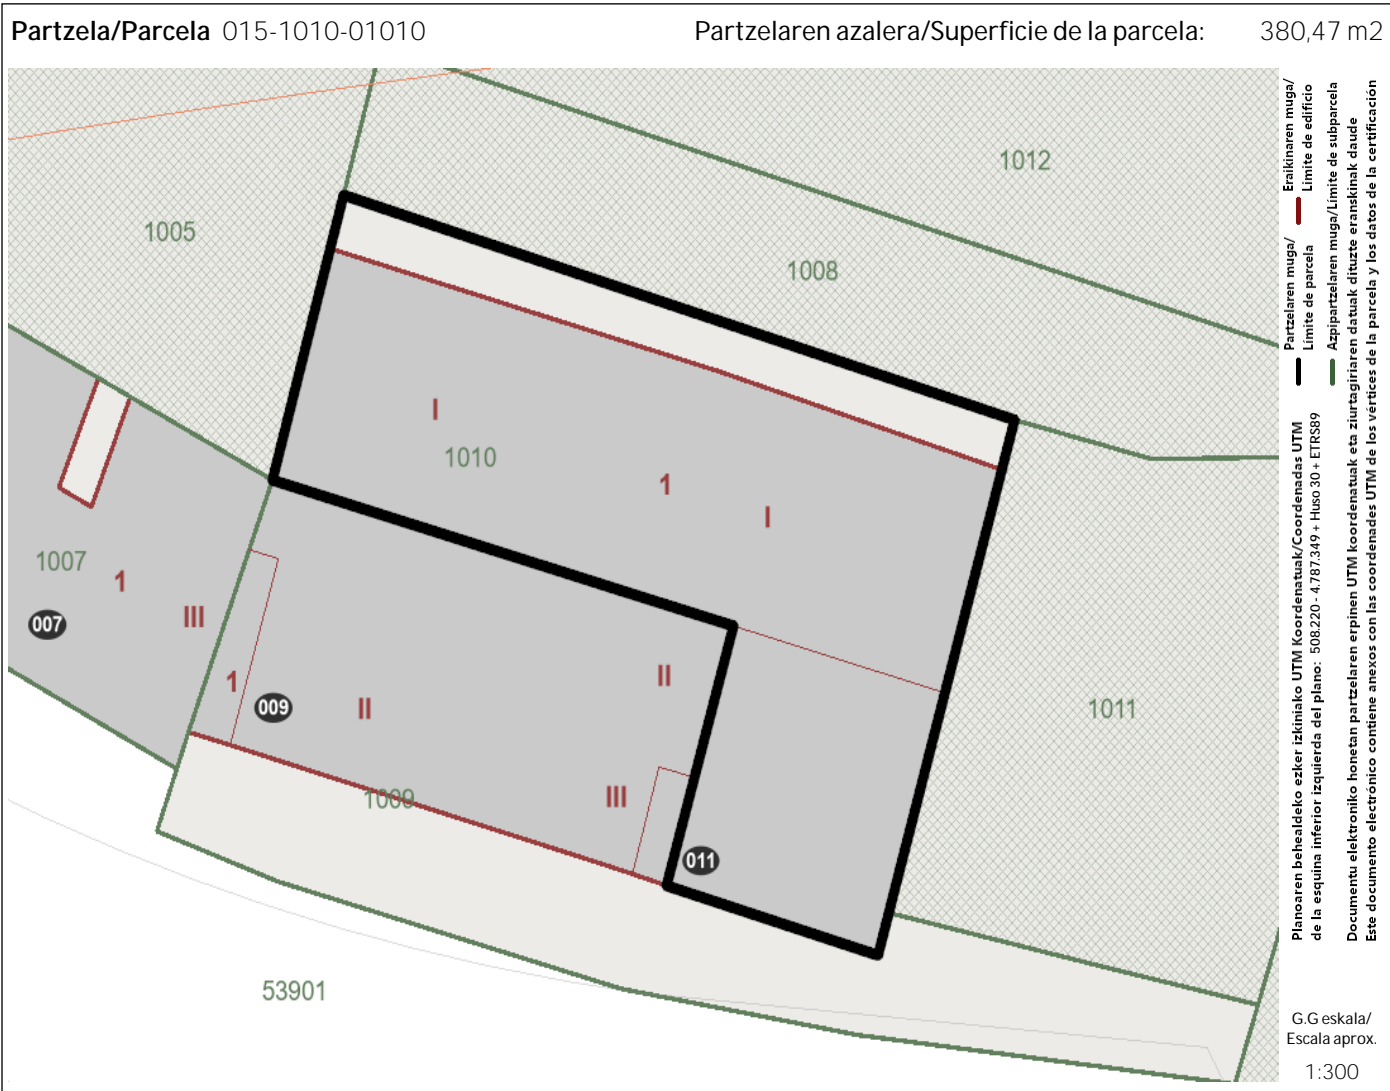 Partzela/Parcela 015-1010-01010
Partzelaren azalera/Superficie de la parcela: 380,47 m2
1012
1005
1008
I
1010
1
I
1007
1
007
III
1
009
II
II
1011
1009
III
011
53901
Partzelaren muga/
Límite de parcela
Eraikinaren muga/
Límite de edificio
Azpipartzelaren muga/Límite de subparcela
Planoaren behealdeko ezker izkiniako UTM Koordenatuak/Coordenadas UTM
de la esquina inferior izquierda del plano: 508.220 - 4.787.349 + Huso 30 + ETRS89
Documentu elektroniko honetan partzelaren erpinen UTM koordenatuak eta ziurtagiriaren datuak dituzte eranskinak daude
Este documento electrónico contiene anexos con las coordenades UTM de los vértices de la parcela y los datos de la certificación
G.G eskala/
Escala aprox.
1:300